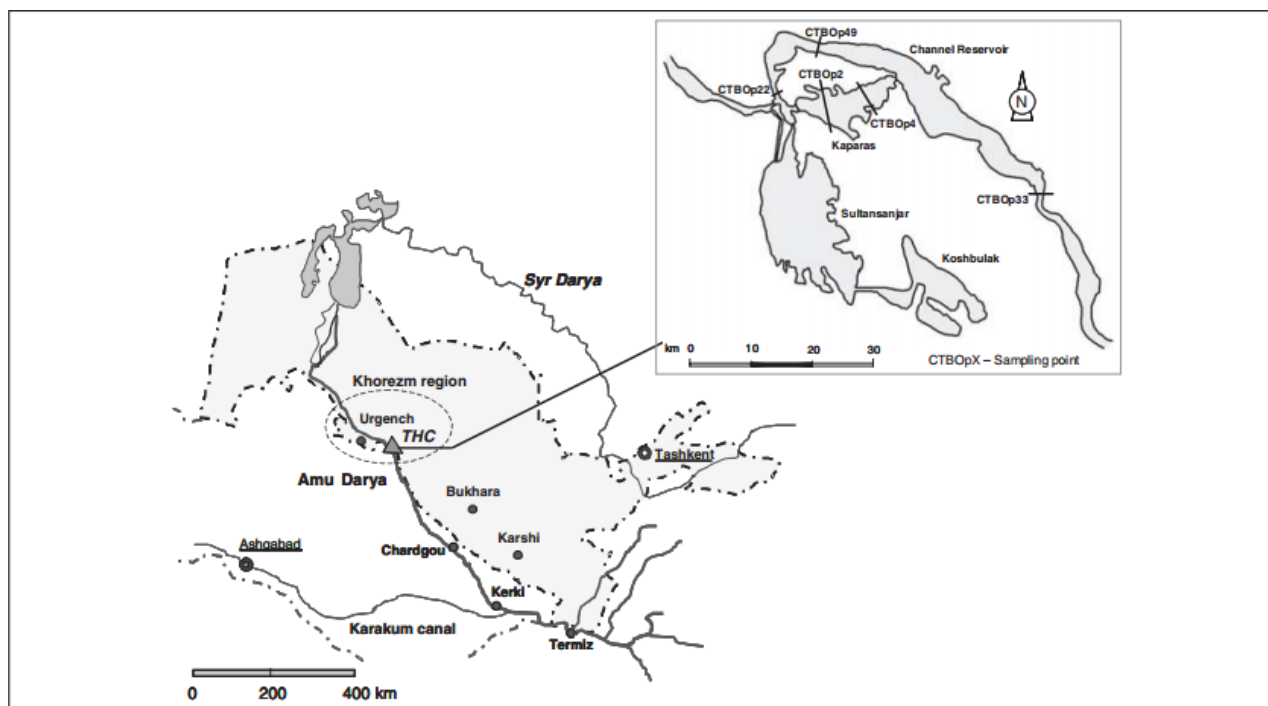 CTBOp49
Channel Reservoir
CTBOp2
CTBOp22
N
CTBOp4
Kaparas
CTBOp33
Sultansanjar
Koshbulak
km 0 10 20 30
CTBOpX – Sampling point
Syr Darya
Khorezm region
Urgench
THC
Tashkent
Amu Darya
Bukhara
Karshi
Ashgabad
Chardgou
Kerki
Karakum canal
Termiz
0 200 400 km